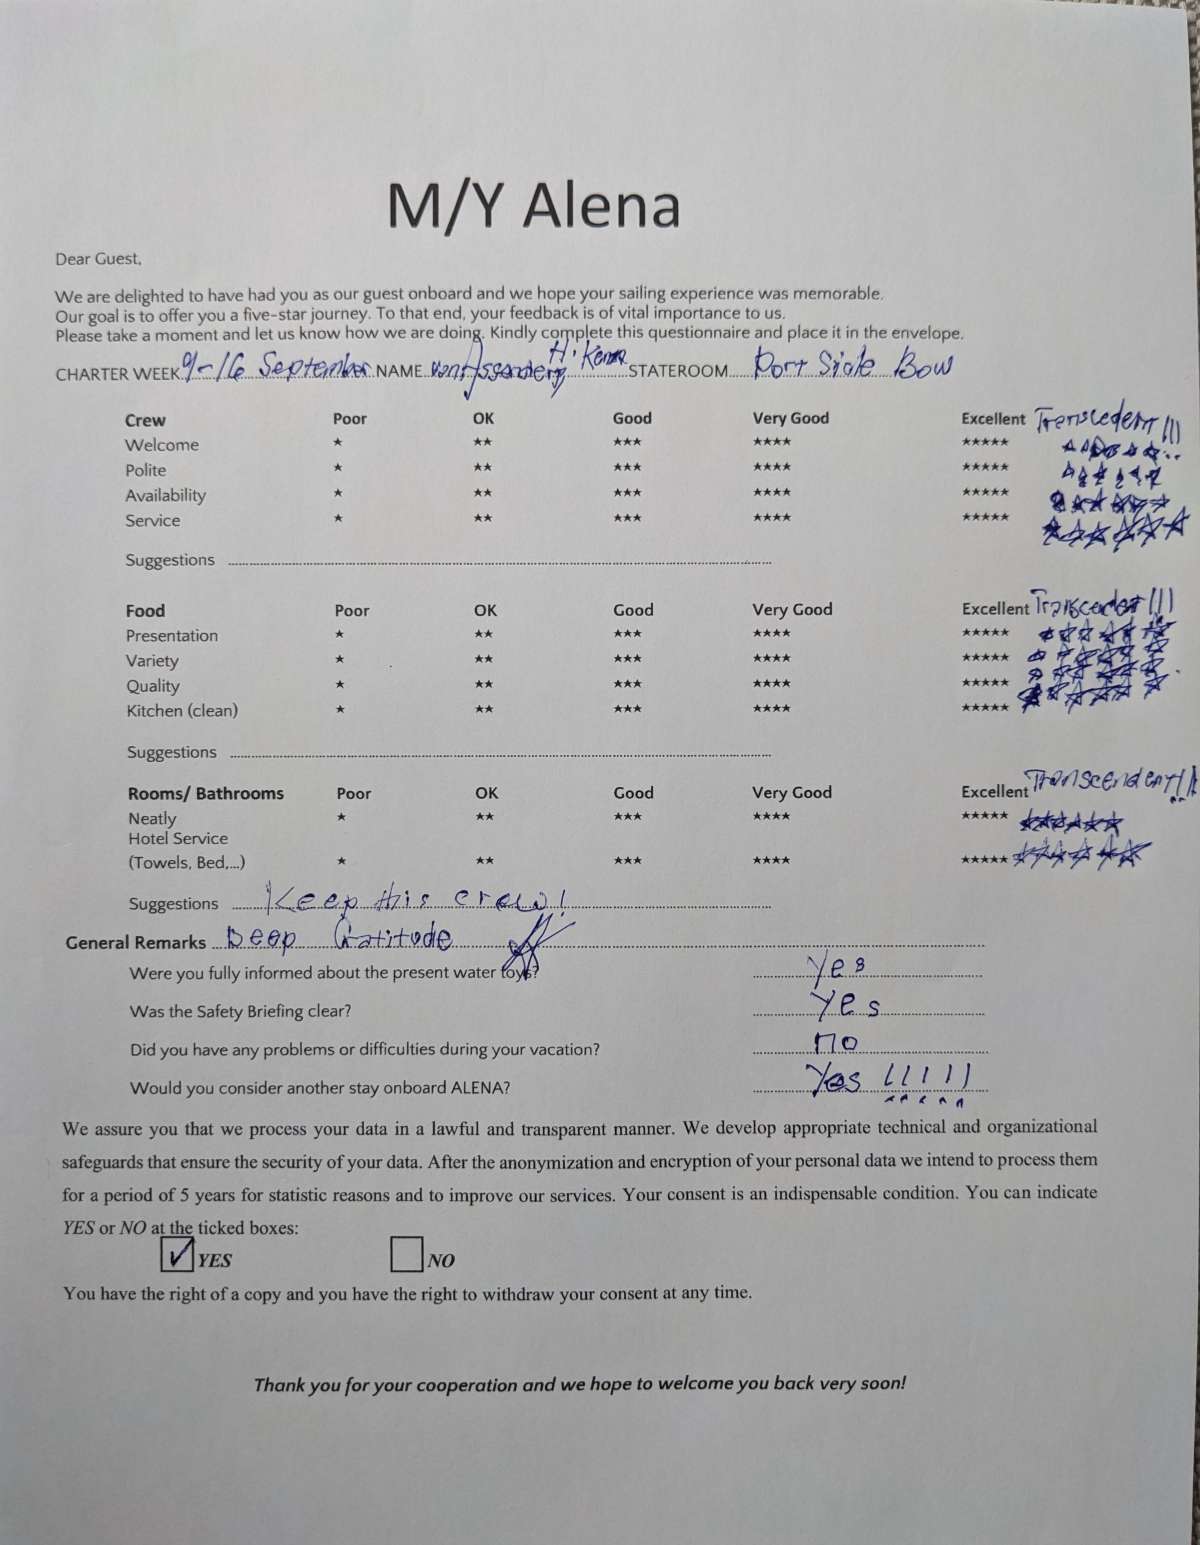 M/Y Alena
Dear Guest,
We are delighted to have had you as our guest onboard and we hope your sailing experience was memorable.
Our goal is to offer you a five-star journey. To that end, your feedback is of vital importance to us.
Please take a moment and let us know how we are doing. Kindly complete this questionnaire and place it in the envelope.
CHARTER WEEK 9-16 September NAME STATEROOM Port Side Bow
Crew Poor OK Good Very Good Excellent Transcedent!!!
Welcome ★ ★★ ★★★ ★★★★ ★★★★★
Polite ★ ★★ ★★★ ★★★★ ★★★★★
Availability ★ ★★ ★★★ ★★★★ ★★★★★
Service ★ ★★ ★★★ ★★★★ ★★★★★
Suggestions
Food Poor OK Good Very Good Excellent !!!
Presentation ★ ★★ ★★★ ★★★★ ★★★★★
Variety ★ ★★ ★★★ ★★★★ ★★★★★
Quality ★ ★★ ★★★ ★★★★ ★★★★★
Kitchen (clean) ★ ★★ ★★★ ★★★★ ★★★★★
Suggestions
Rooms/ Bathrooms Poor OK Good Very Good Excellent Transcendent!!
Neatly ★ ★★ ★★★ ★★★★ ★★★★★
Hotel Service
(Towels, Bed,...) ★ ★★ ★★★ ★★★★ ★★★★★
Suggestions Keep this crew!
General Remarks Deep Gratitude
Were you fully informed about the present water toys? Yes
Was the Safety Briefing clear? Yes
Did you have any problems or difficulties during your vacation? no
Would you consider another stay onboard ALENA? Yes !!!!!
We assure you that we process your data in a lawful and transparent manner. We develop appropriate technical and organizational
safeguards that ensure the security of your data. After the anonymization and encryption of your personal data we intend to process them
for a period of 5 years for statistic reasons and to improve our services. Your consent is an indispensable condition. You can indicate
YES or NO at the ticked boxes:
YES NO
You have the right of a copy and you have the right to withdraw your consent at any time.
Thank you for your cooperation and we hope to welcome you back very soon!